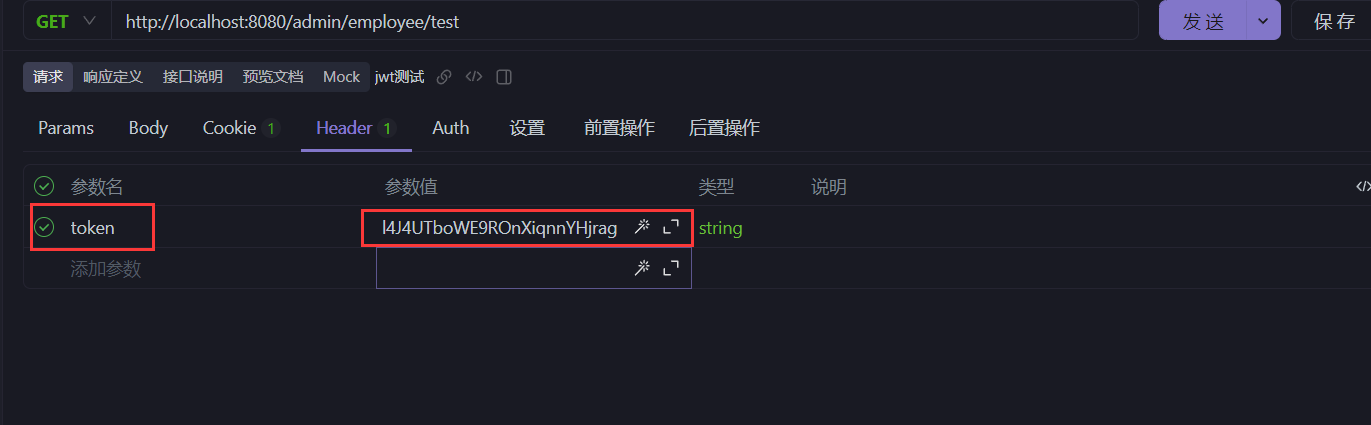 GET http://localhost:8080/admin/employee/test 发 送 保 存
请求 响应定义 接口说明 预览文档 Mock jwt测试
Params Body Cookie 1 Header 1 Auth 设置 前置操作 后置操作
参数名 参数值 类型 说明
token l4J4UTboWE9ROnXiqnnYHjrag string
添加参数